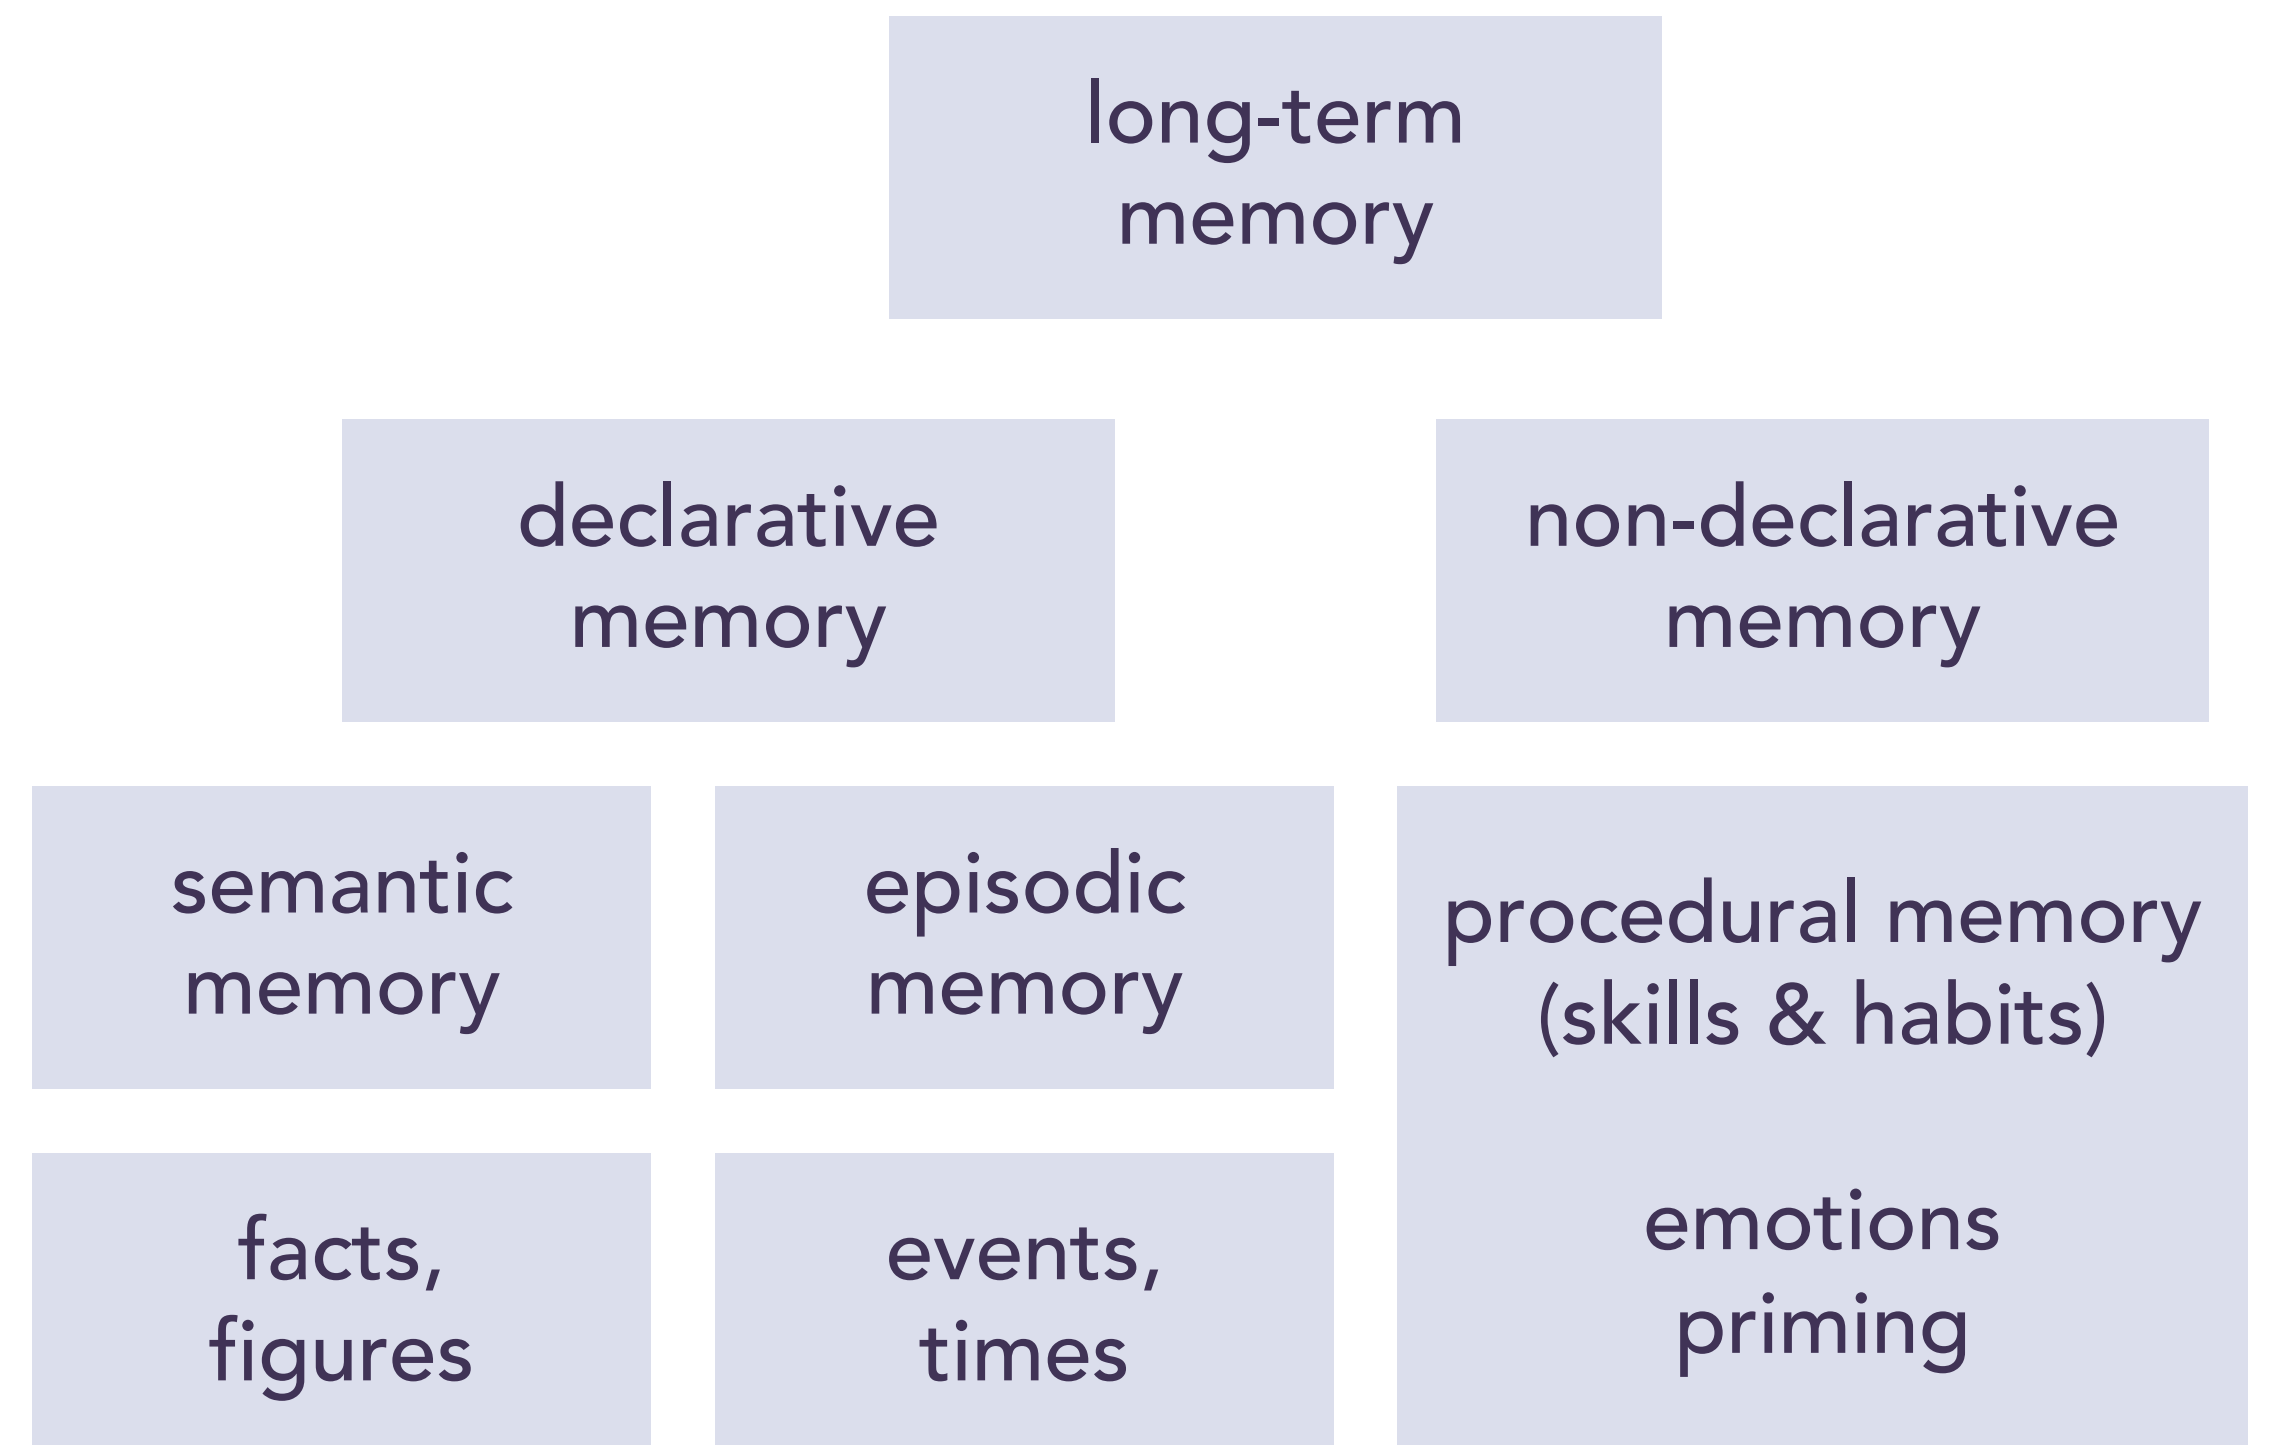 long-term
memory
declarative
memory
non-declarative
memory
semantic
memory
episodic
memory
procedural memory
(skills & habits)
emotions
priming
facts,
figures
events,
times